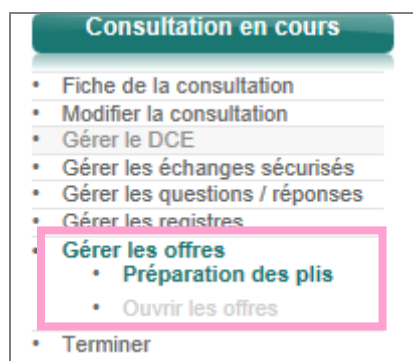 Consultation en cours
• Fiche de la consultation
• Modifier la consultation
• Gérer le DCE
• Gérer les échanges sécurisés
• Gérer les questions / réponses
• Gérer les registres
• Gérer les offres
• Préparation des plis
• Ouvrir les offres
• Terminer